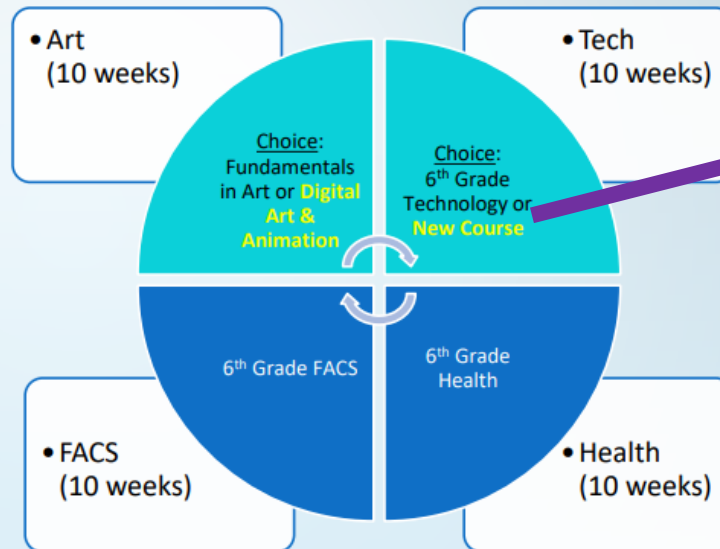 • Art
(10 weeks)
• Tech
(10 weeks)
Choice:
Fundamentals
in Art or Digital
Art &
Animation
Choice:
6th Grade
Technology or
New Course
6th Grade FACS
6th Grade
Health
• FACS
(10 weeks)
• Health
(10 weeks)